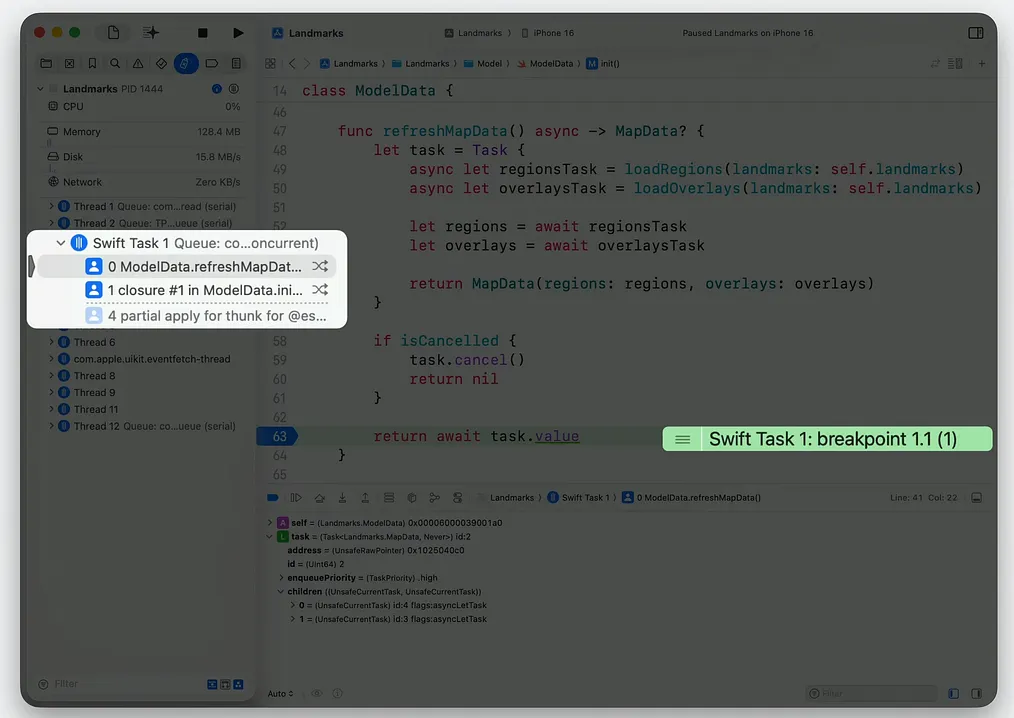 Landmarks
Landmarks 〉 iPhone 16
Paused Landmarks on iPhone 16
Landmarks 〉 Landmarks 〉 Model 〉 ModelData 〉 M init()
Landmarks PID 1444
CPU 0%
Memory 128.4 MB
Disk 15.8 MB/s
Network Zero KB/s
Thread 1 Queue: com...read (serial)
Thread 2 Queue: TP...ueue (serial)
Swift Task 1 Queue: co...oncurrent)
0 ModelData.refreshMapDat...
1 closure #1 in ModelData.ini...
4 partial apply for thunk for @es...
Thread 6
com.apple.uikit.eventfetch-thread
Thread 8
Thread 9
Thread 11
Thread 12 Queue: co...ueue (serial)
Filter
14 class ModelData {
46
47 func refreshMapData() async -> MapData? {
48 let task = Task {
49 async let regionsTask = loadRegions(landmarks: self.landmarks)
50 async let overlaysTask = loadOverlays(landmarks: self.landmarks)
51
52 let regions = await regionsTask
let overlays = await overlaysTask
return MapData(regions: regions, overlays: overlays)
}
58 if isCancelled {
59 task.cancel()
60 return nil
61 }
62
63 return await task.value
Swift Task 1: breakpoint 1.1 (1)
64 }
65
Landmarks 〉 Swift Task 1 〉 0 ModelData.refreshMapData()
Line: 41 Col: 22
A self = (Landmarks.ModelData) 0x00006000039001a0
L task = (Task<Landmarks.MapData, Never>) id:2
address = (UnsafeRawPointer) 0x1025040c0
id = (UInt64) 2
enqueuePriority = (TaskPriority) .high
children ((UnsafeCurrentTask, UnsafeCurrentTask))
0 = (UnsafeCurrentTask) id:4 flags:asyncLetTask
1 = (UnsafeCurrentTask) id:3 flags:asyncLetTask
Auto
Filter